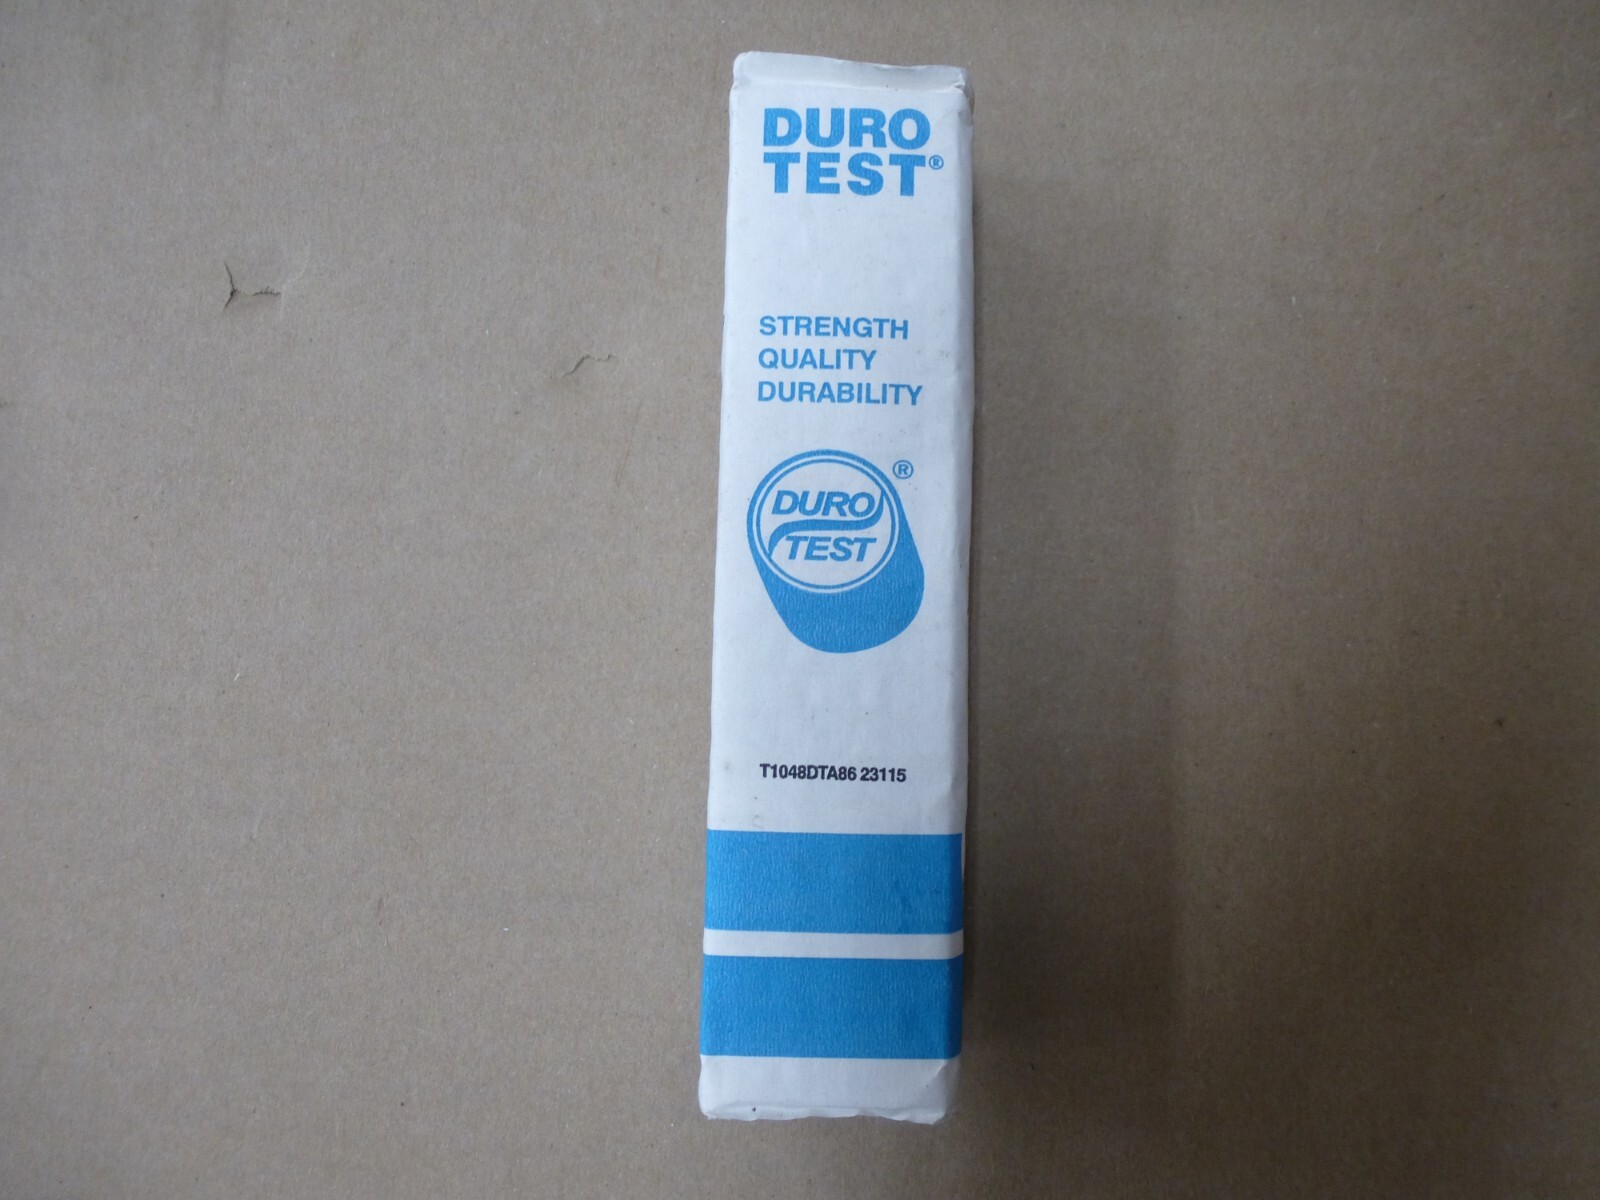 DURO
TEST®
STRENGTH
QUALITY
DURABILITY
®
DURO
TEST
T1048DTA86 23115